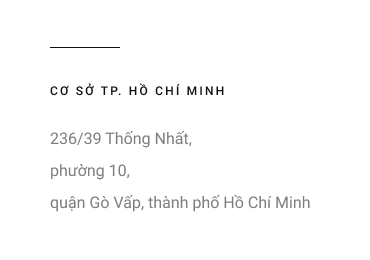 CƠ SỞ TP. HỒ CHÍ MINH
236/39 Thống Nhất,
phường 10,
quận Gò Vấp, thành phố Hồ Chí Minh